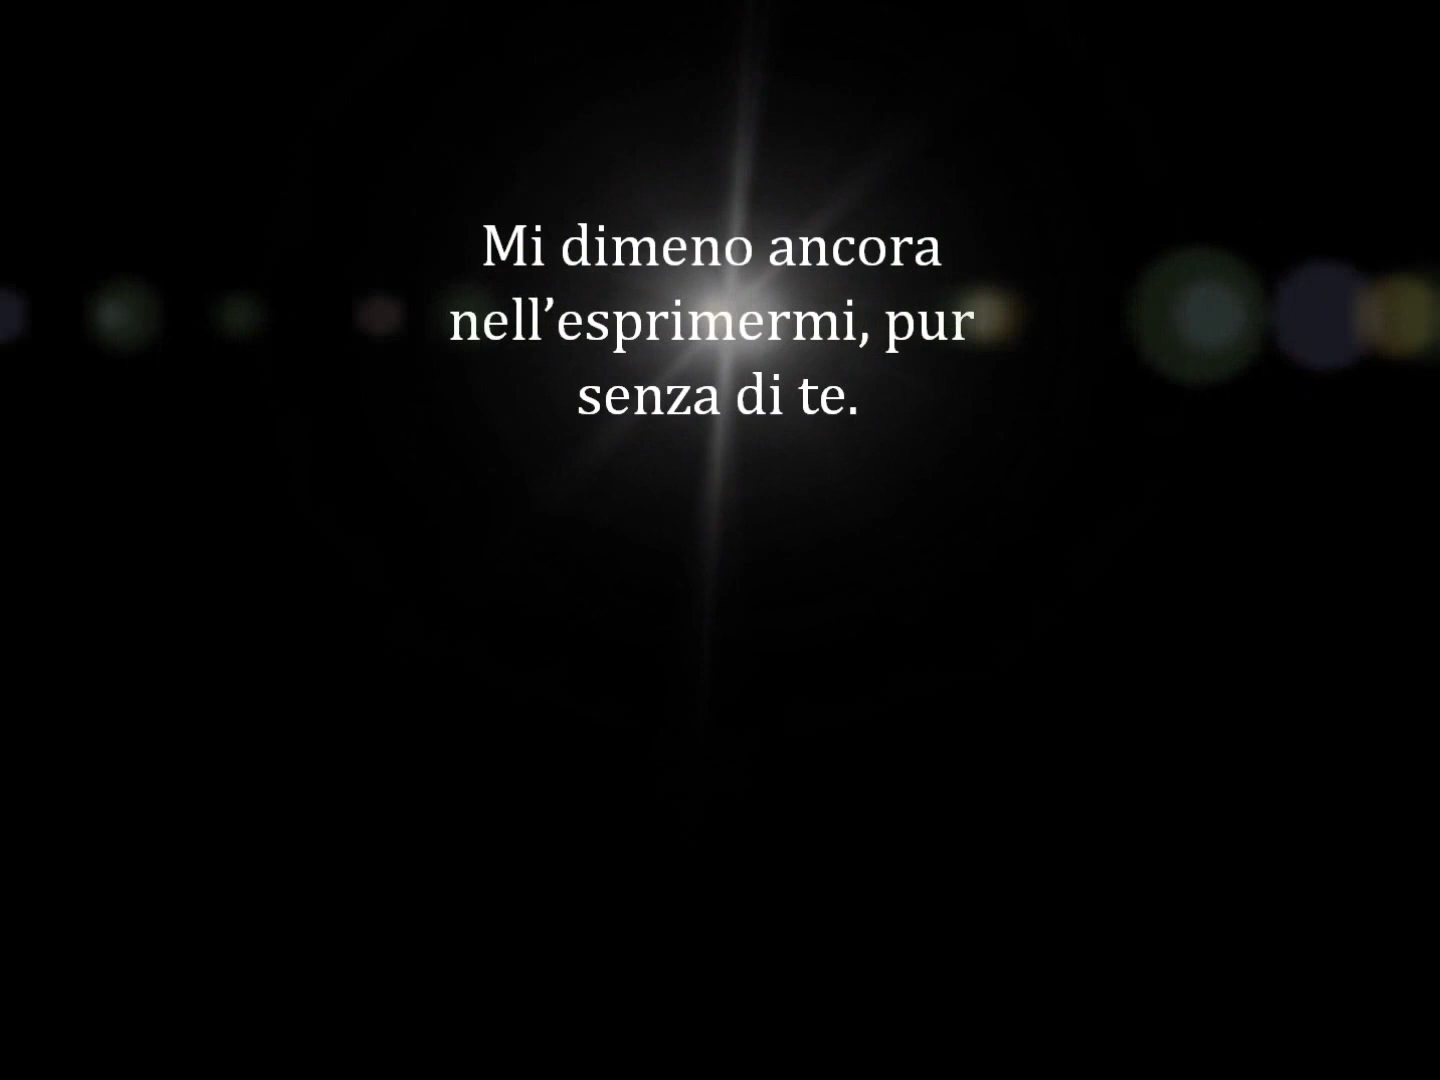 Mi dimeno ancora
nell’esprimermi, pur
senza di te.